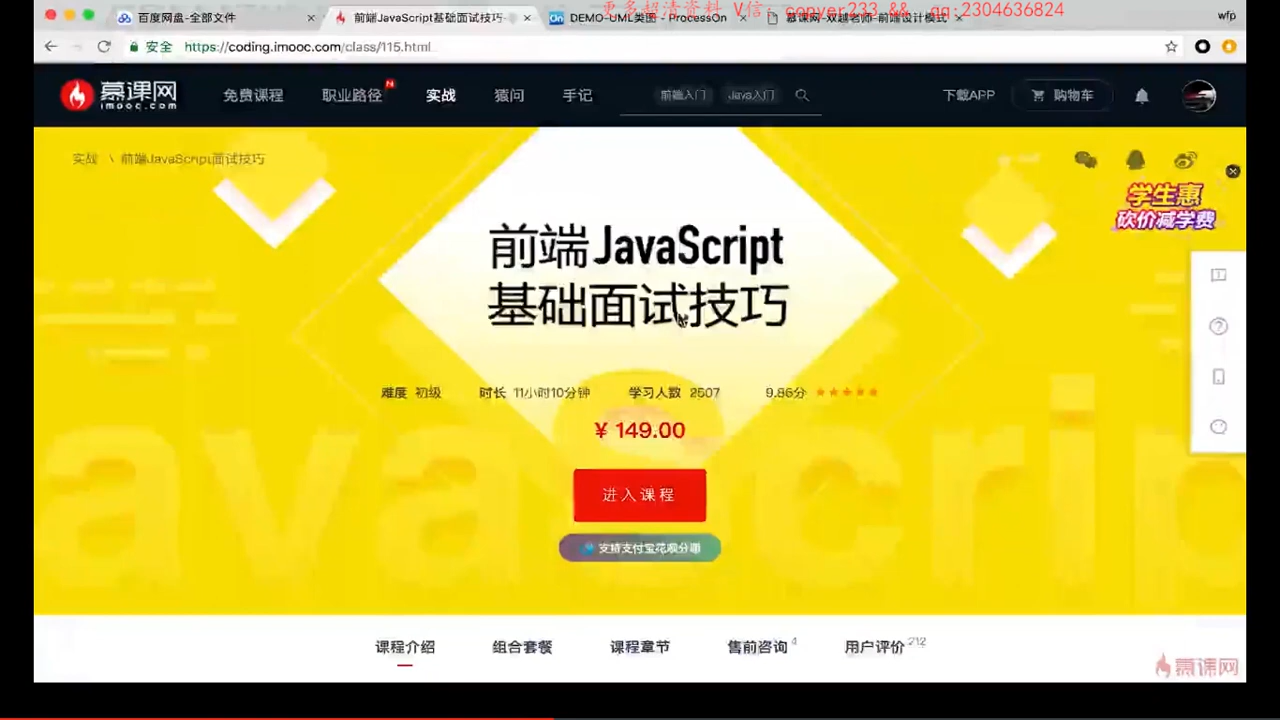 更多超清资料 V信：conver233 && qq:2304636824
百度网盘-全部文件
前端JavaScript基础面试技巧-
DEMO-UML类图 - ProcessOn
慕课网-双越老师-前端设计模式
wfp
安全 https://coding.imooc.com/class/115.html
慕课网
imooc.com
免费课程 职业路径 N 实战 猿问 手记 前端入门 Java入门 下载APP 购物车
实战 \ 前端JavaScript面试技巧
学生惠
砍价减学费
前端JavaScript
基础面试技巧
难度 初级 时长 11小时10分钟 学习人数 2507 9.86分
¥ 149.00
进入课程
支持支付宝花呗分期
JavaScrip
课程介绍 组合套餐 课程章节 售前咨询 4 用户评价 212
慕课网